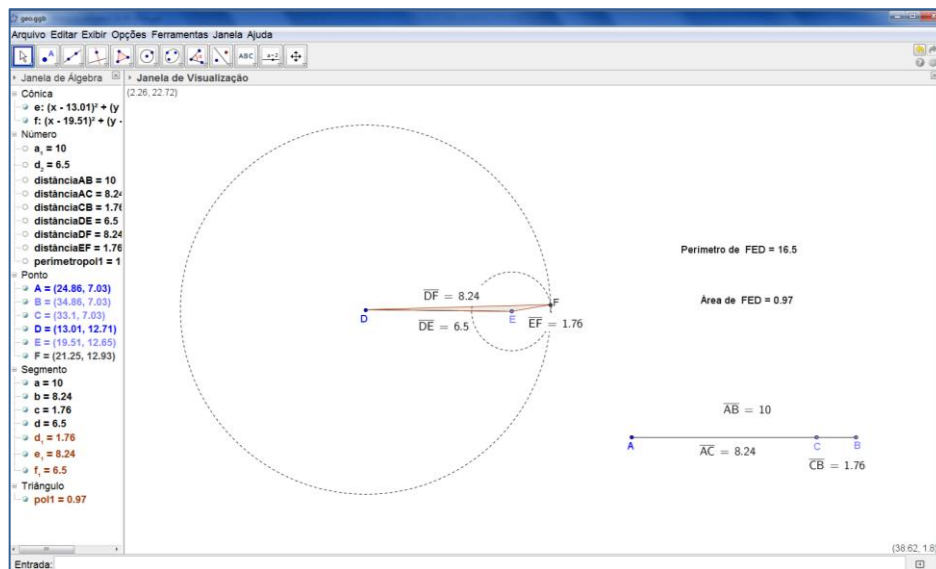 geo.ggb
Arquivo Editar Exibir Opções Ferramentas Janela Ajuda
A
ABC
a=2
Janela de Álgebra
Janela de Visualização
(2.26, 22.72)
Cônica
e: (x - 13.01)² + (y
f: (x - 19.51)² + (y -
Número
a₁ = 10
d₂ = 6.5
distânciaAB = 10
distânciaAC = 8.24
distânciaCB = 1.76
distânciaDE = 6.5
distânciaDF = 8.24
distânciaEF = 1.76
perimetropol1 = 1
Ponto
A = (24.86, 7.03)
B = (34.86, 7.03)
C = (33.1, 7.03)
D = (13.01, 12.71)
E = (19.51, 12.65)
F = (21.25, 12.93)
Segmento
a = 10
b = 8.24
c = 1.76
d = 6.5
d₁ = 1.76
e₁ = 8.24
f₁ = 6.5
Triângulo
pol1 = 0.97
Perímetro de FED = 16.5
Área de FED = 0.97
DF = 8.24
F
D
E
DE = 6.5
EF = 1.76
AB = 10
A
C
B
AC = 8.24
CB = 1.76
(38.62, 1.8)
Entrada: